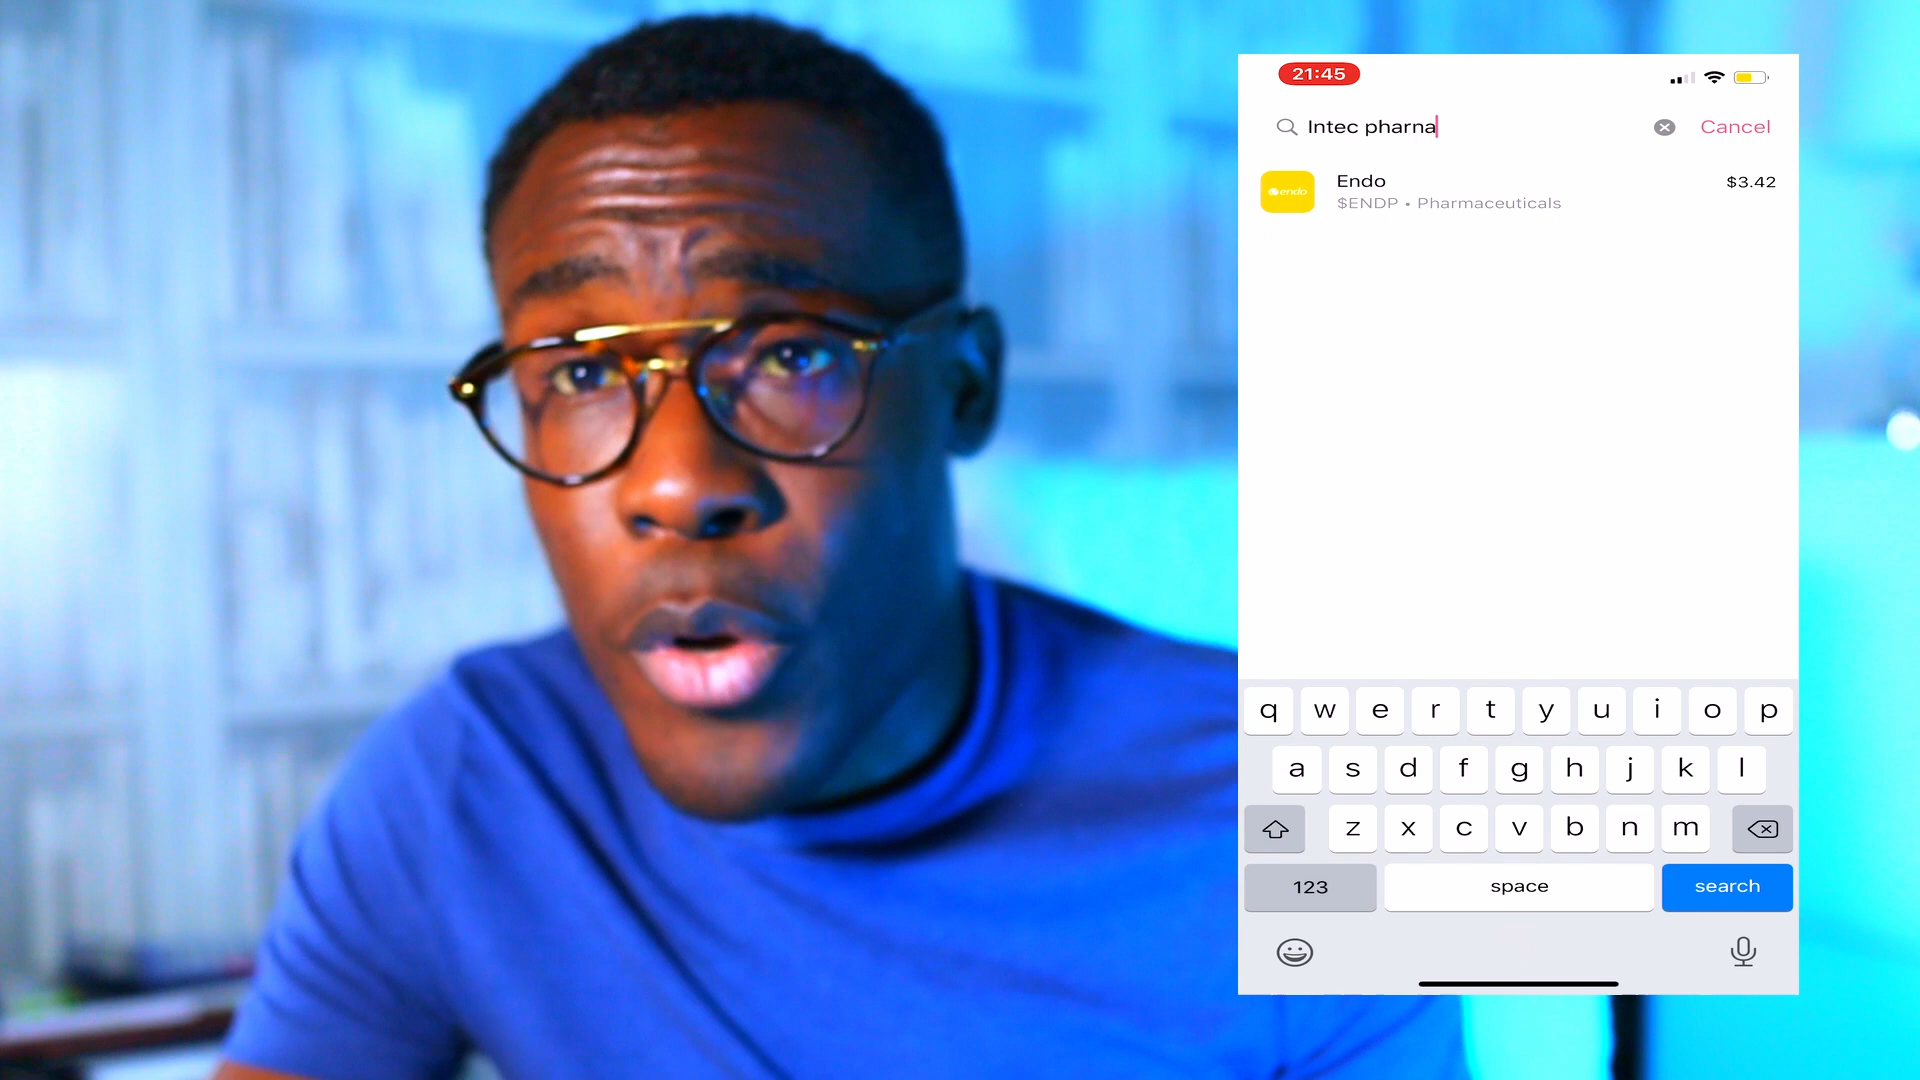 21:45
Intec pharna
Cancel
Endo
$3.42
endo
$ENDP • Pharmaceuticals
q w e r t y u i o p
a s d f g h j k l
z x c v b n m
123
space
search